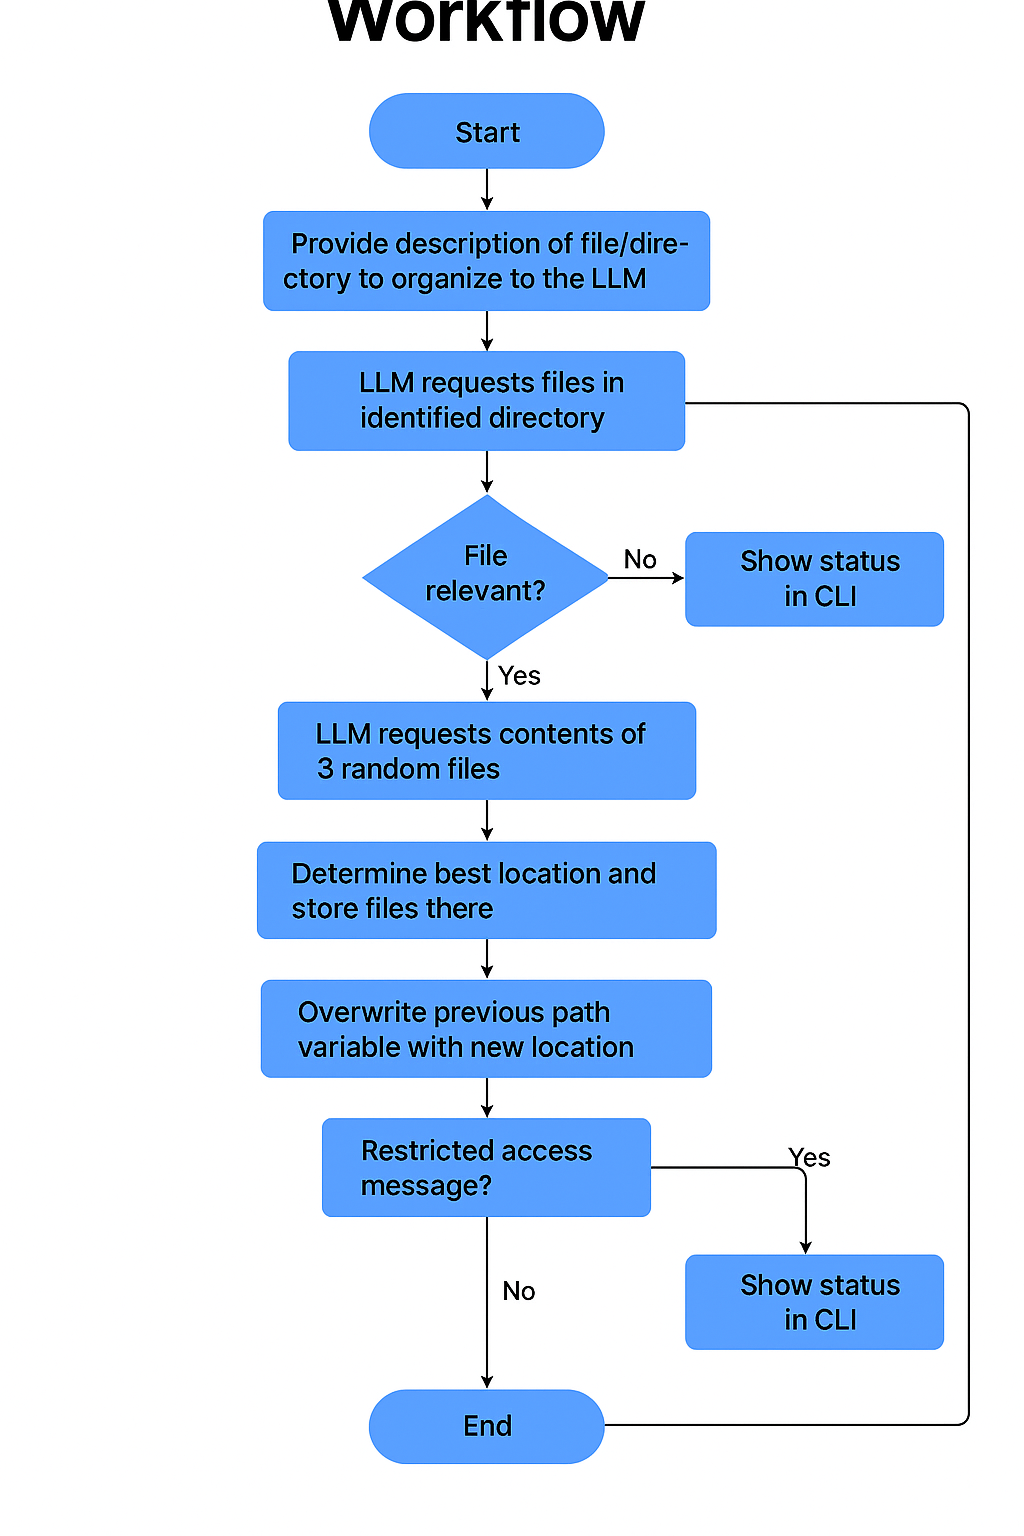 Workflow
Start
Provide description of file/dire-
ctory to organize to the LLM
LLM requests files in
identified directory
File
relevant?
No
Show status
in CLI
Yes
LLM requests contents of
3 random files
Determine best location and
store files there
Overwrite previous path
variable with new location
Restricted access
message?
Yes
No
Show status
in CLI
End